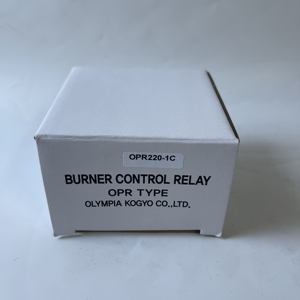 OPR220-1C
BURNER CONTROL RELAY
OPR TYPE
OLYMPIA KOGYO CO.,LTD.